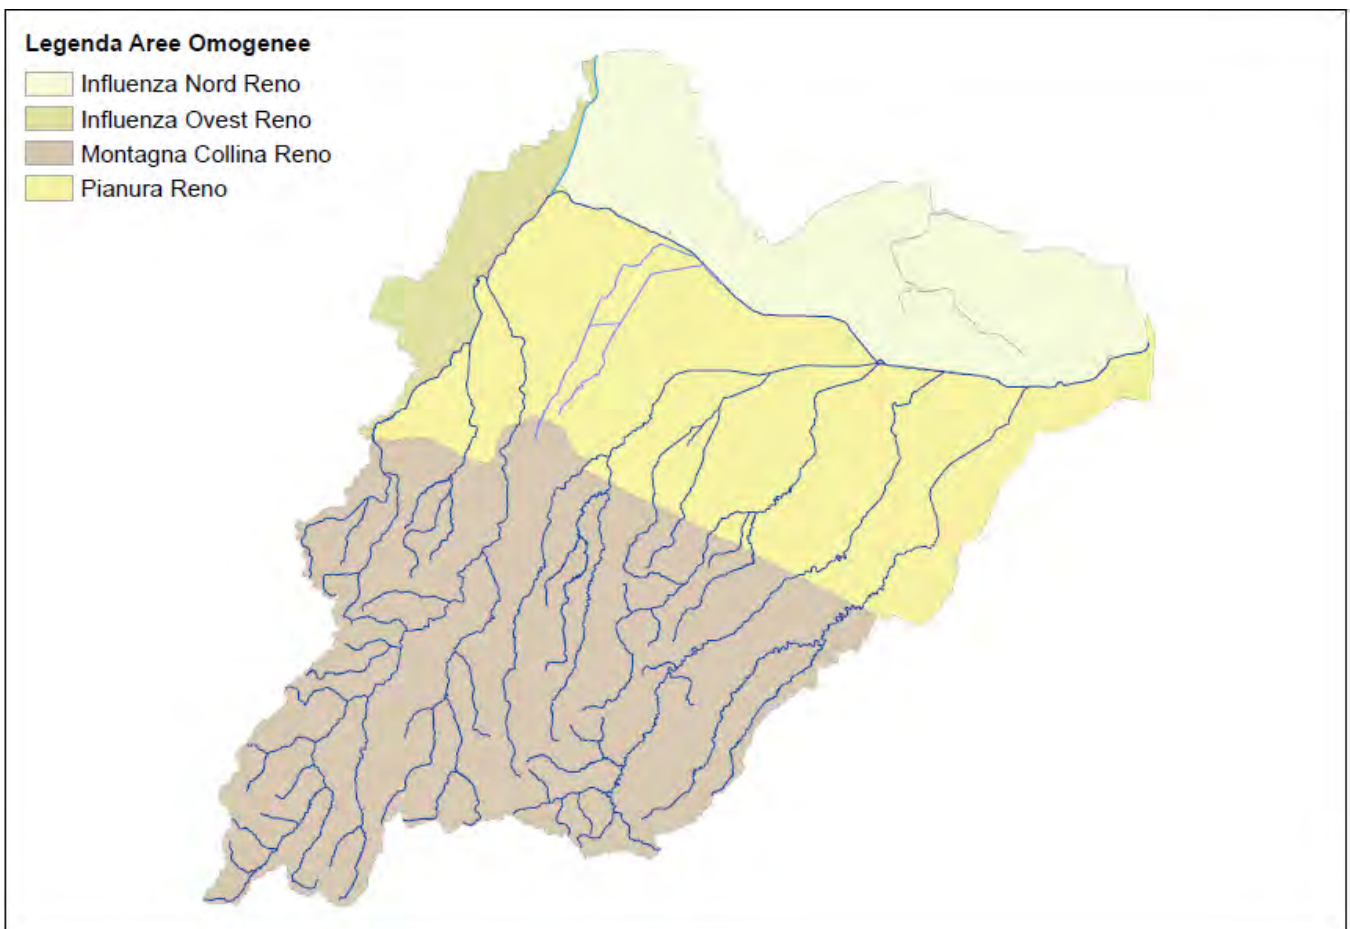 Legenda Aree Omogenee
Influenza Nord Reno
Influenza Ovest Reno
Montagna Collina Reno
Pianura Reno